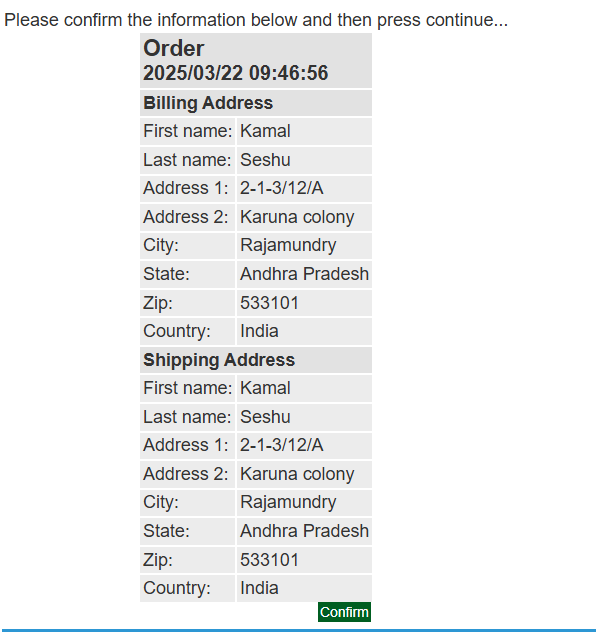 Please confirm the information below and then press continue...
Order
2025/03/22 09:46:56
Billing Address
First name: Kamal
Last name: Seshu
Address 1: 2-1-3/12/A
Address 2: Karuna colony
City: Rajamundry
State: Andhra Pradesh
Zip: 533101
Country: India
Shipping Address
First name: Kamal
Last name: Seshu
Address 1: 2-1-3/12/A
Address 2: Karuna colony
City: Rajamundry
State: Andhra Pradesh
Zip: 533101
Country: India
Confirm